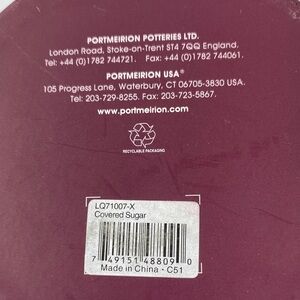 PORTMEIRION POTTERIES LTD.
London Road, Stoke-on-Trent ST4 7QQ England.
Tel: +44 (0)1782 744721. Fax: +44 (0)1782 744061.
PORTMEIRION USA®
105 Progress Lane, Waterbury, CT 06705-3830 USA.
Tel: 203-729-8255. Fax: 203-723-5867.
www.portmeirion.com
RECYCLABLE PACKAGING
LQ71007-X
Covered Sugar
7 49151 48809 0
Made in China · C51